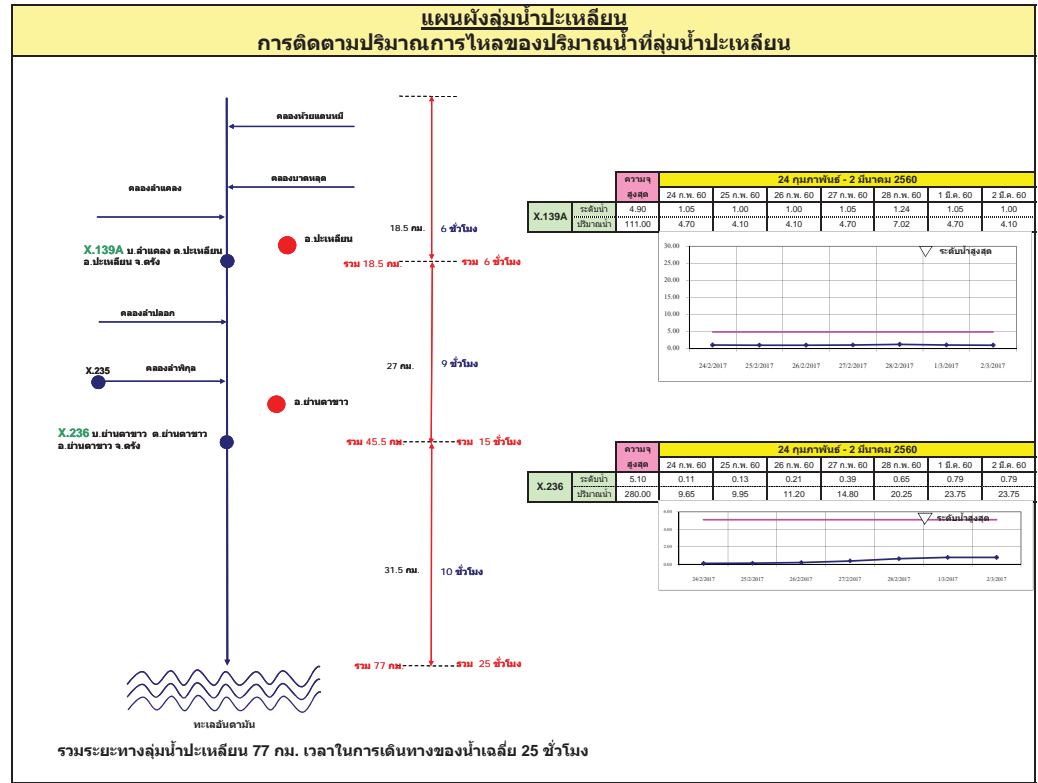 แผนผังลุ่มน้ำปะเหลียน
การติดตามปริมาณการไหลของปริมาณน้ำที่ลุ่มน้ำปะเหลียน
คลองห้วยแดนหมี
คลองบาดหลุด
คลองลำแคลง
18.5 กม.
6 ชั่วโมง
อ.ปะเหลียน
X.139A บ.ลำแคลง ต.ปะเหลียน
อ.ปะเหลียน จ.ตรัง
รวม 18.5 กม.
รวม 6 ชั่วโมง
คลองลำปลอก
27 กม.
9 ชั่วโมง
X.235
คลองลำพิกุล
อ.ย่านตาขาว
X.236 บ.ย่านตาขาว ต.ย่านตาขาว
อ.ย่านตาขาว จ.ตรัง
รวม 45.5 กม.
รวม 15 ชั่วโมง
31.5 กม.
10 ชั่วโมง
รวม 77 กม.
รวม 25 ชั่วโมง
ทะเลอันดามัน
รวมระยะทางลุ่มน้ำปะเหลียน 77 กม. เวลาในการเดินทางของน้ำเฉลี่ย 25 ชั่วโมง
ความจุ 24 กุมภาพันธ์ - 2 มีนาคม 2560
สูงสุด 24 ก.พ. 60 25 ก.พ. 60 26 ก.พ. 60 27 ก.พ. 60 28 ก.พ. 60 1 มี.ค. 60 2 มี.ค. 60
X.139A
ระดับน้ำ 4.90 1.05 1.00 1.00 1.05 1.24 1.05 1.00
ปริมาณน้ำ 111.00 4.70 4.10 4.10 4.70 7.02 4.70 4.10
ระดับน้ำสูงสุด
30.00
25.00
20.00
15.00
10.00
5.00
0.00
24/2/2017 25/2/2017 26/2/2017 27/2/2017 28/2/2017 1/3/2017 2/3/2017
ความจุ 24 กุมภาพันธ์ - 2 มีนาคม 2560
สูงสุด 24 ก.พ. 60 25 ก.พ. 60 26 ก.พ. 60 27 ก.พ. 60 28 ก.พ. 60 1 มี.ค. 60 2 มี.ค. 60
X.236
ระดับน้ำ 5.10 0.11 0.13 0.21 0.39 0.65 0.79 0.79
ปริมาณน้ำ 280.00 9.65 9.95 11.20 14.80 20.25 23.75 23.75
ระดับน้ำสูงสุด
6.00
4.00
2.00
0.00
24/2/2017 25/2/2017 26/2/2017 27/2/2017 28/2/2017 1/3/2017 2/3/2017